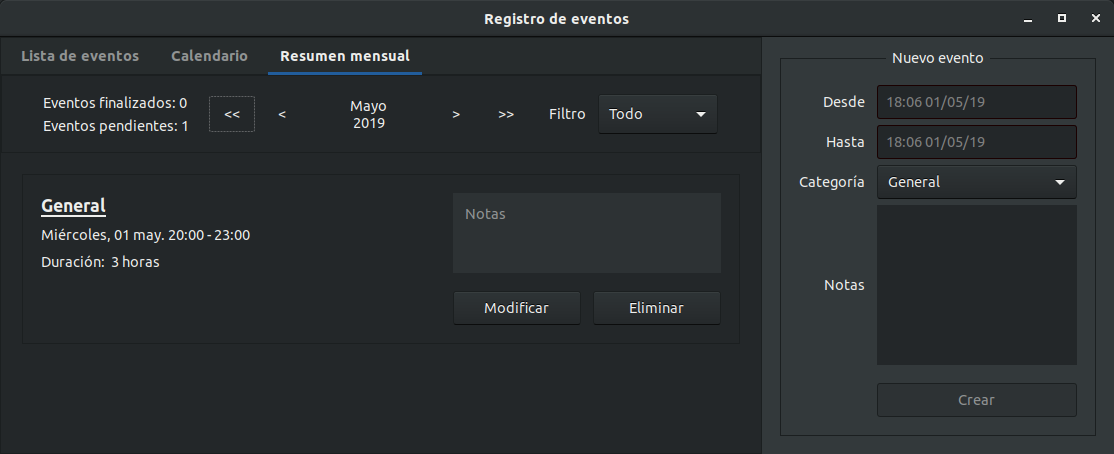 Registro de eventos
Lista de eventos Calendario Resumen mensual
Eventos finalizados: 0
Eventos pendientes: 1
<< < Mayo
2019 > >> Filtro Todo
General
Miércoles, 01 may. 20:00 - 23:00
Duración: 3 horas
Notas
Modificar Eliminar
Nuevo evento
Desde 18:06 01/05/19
Hasta 18:06 01/05/19
Categoría General
Notas
Crear